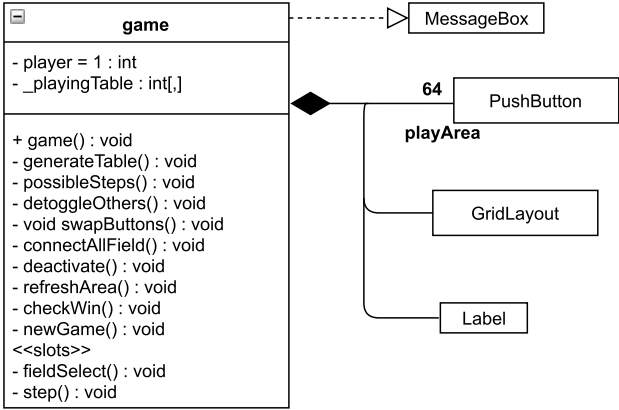 game
- player = 1 : int
- _playingTable : int[,]
+ game() : void
- generateTable() : void
- possibleSteps() : void
- detoggleOthers() : void
- void swapButtons() : void
- connectAllField() : void
- deactivate() : void
- refreshArea() : void
- checkWin() : void
- newGame() : void
<<slots>>
- fieldSelect() : void
- step() : void
MessageBox
64
PushButton
playArea
GridLayout
Label